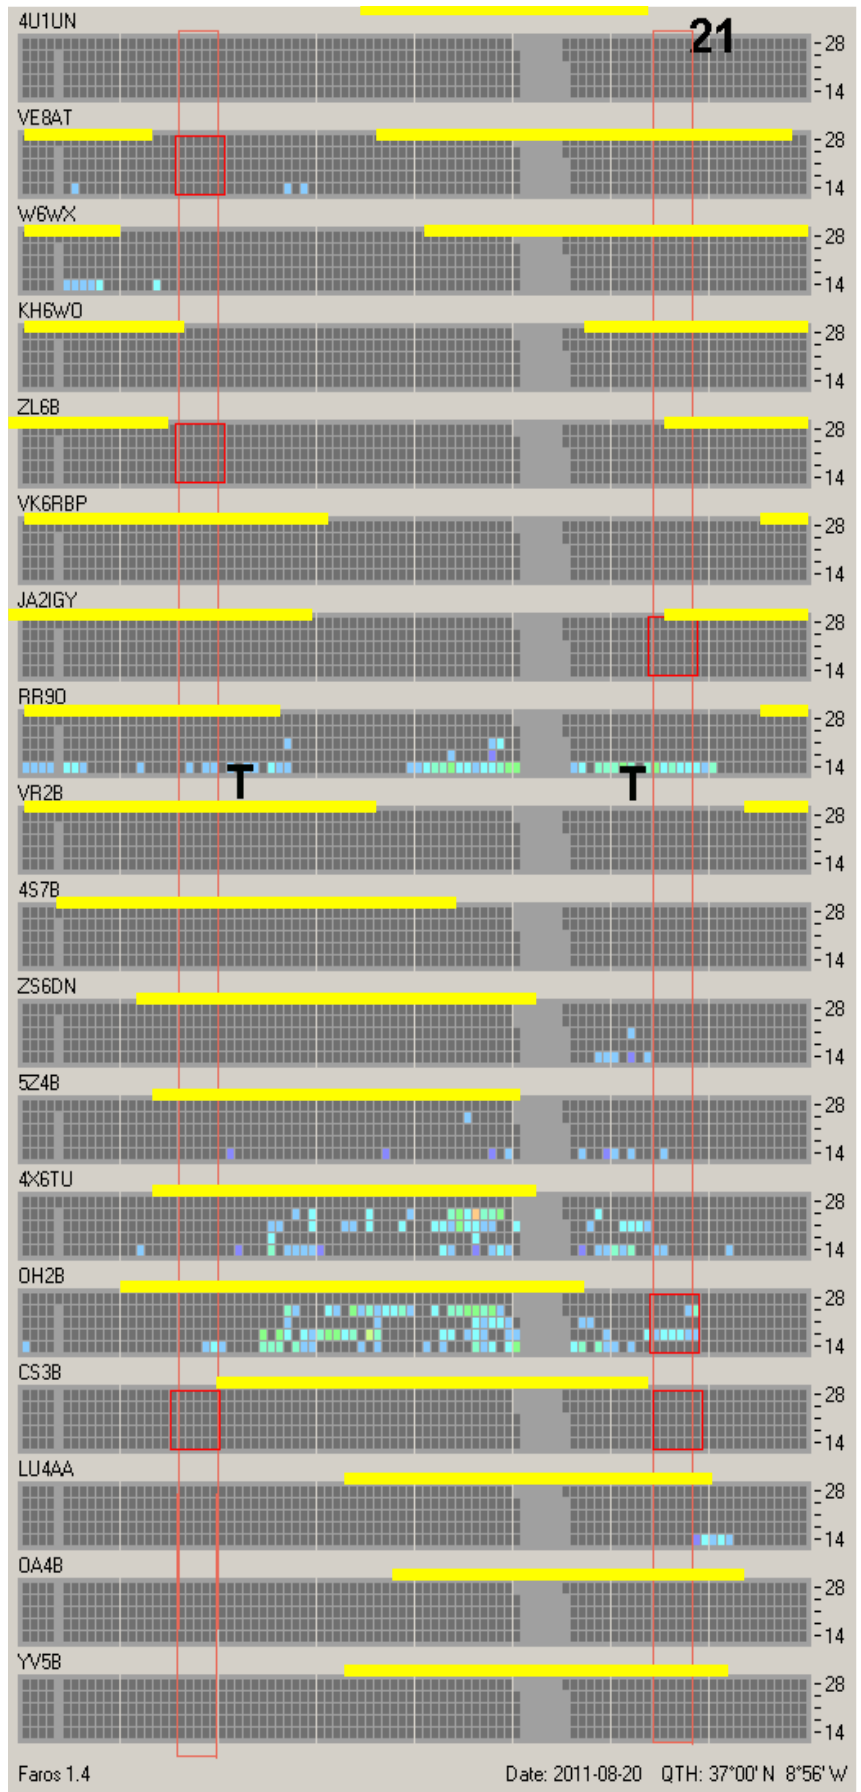 4U1UN
21
-28
-14
VE8AT
-28
-14
W6WX
-28
-14
KH6WO
-28
-14
ZL6B
-28
-14
VK6RBP
-28
-14
JA2IGY
-28
-14
RR9O
-28
T T -14
VR2B
-28
-14
4S7B
-28
-14
ZS6DN
-28
-14
5Z4B
-28
-14
4X6TU
-28
-14
OH2B
-28
-14
CS3B
-28
-14
LU4AA
-28
-14
OA4B
-28
-14
YV5B
-28
-14
Faros 1.4 Date: 2011-08-20 QTH: 37°00' N 8°56' W